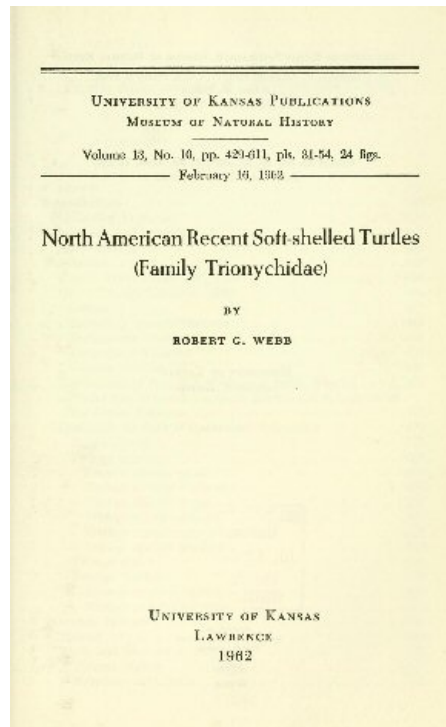 University of Kansas Publications
Museum of Natural History
Volume 13, No. 10, pp. 429-611, pls. 31-54, 24 figs.
February 16, 1962
North American Recent Soft-shelled Turtles
(Family Trionychidae)
BY
ROBERT G. WEBB
University of Kansas
Lawrence
1962